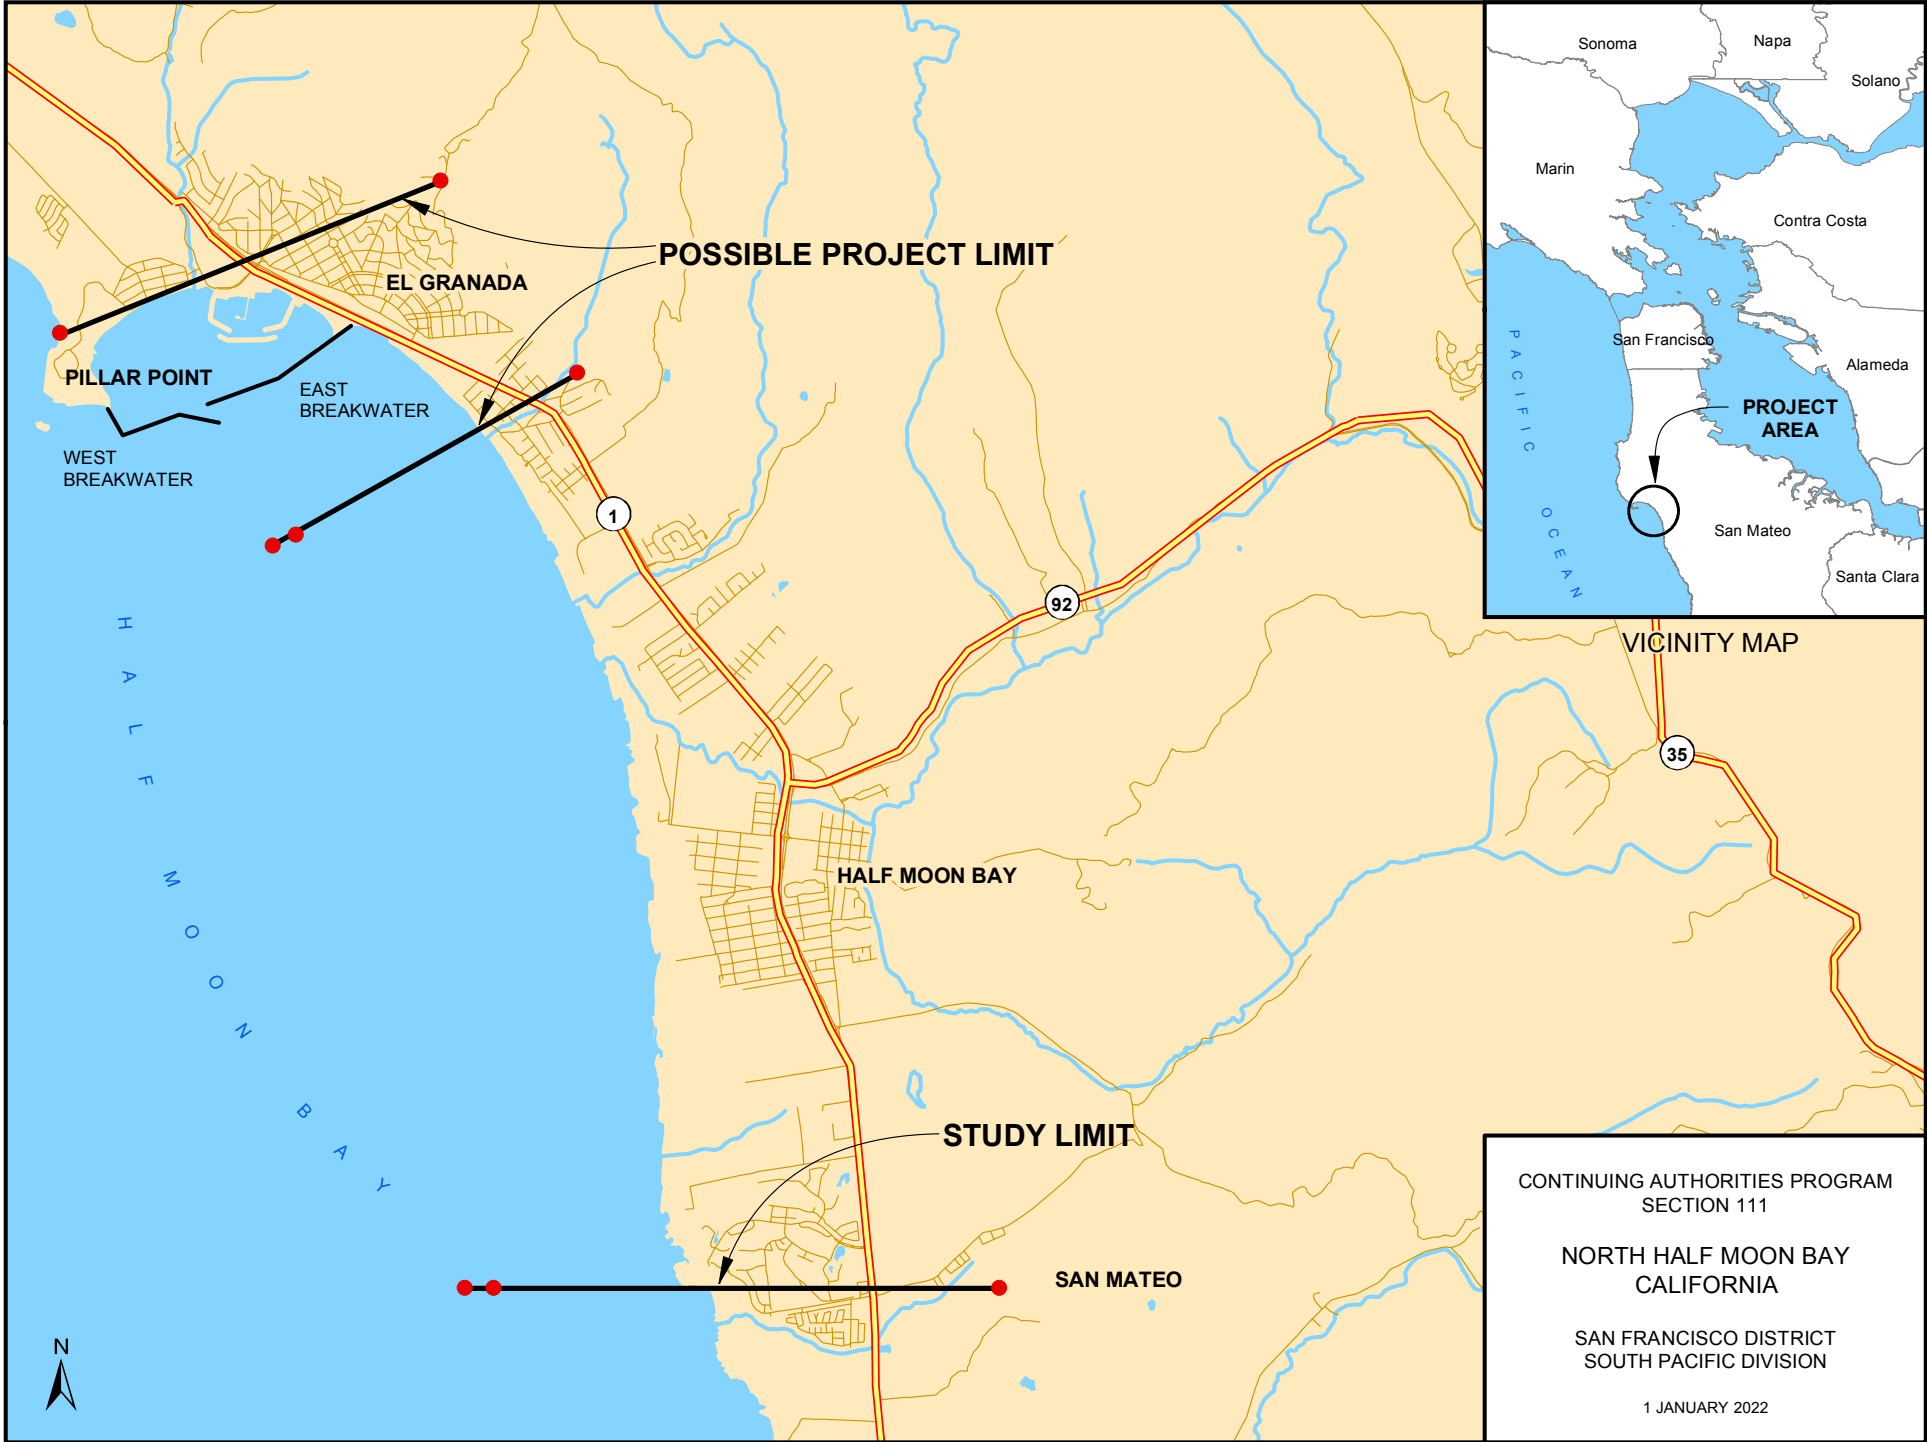 POSSIBLE PROJECT LIMIT
EL GRANADA
PILLAR POINT
EAST
BREAKWATER
WEST
BREAKWATER
1
92
35
HALF MOON BAY
HALF MOON BAY
STUDY LIMIT
SAN MATEO
N
Sonoma
Napa
Solano
Marin
Contra Costa
San Francisco
Alameda
PACIFIC OCEAN
PROJECT
AREA
San Mateo
Santa Clara
VICINITY MAP
CONTINUING AUTHORITIES PROGRAM
SECTION 111
NORTH HALF MOON BAY
CALIFORNIA
SAN FRANCISCO DISTRICT
SOUTH PACIFIC DIVISION
1 JANUARY 2022